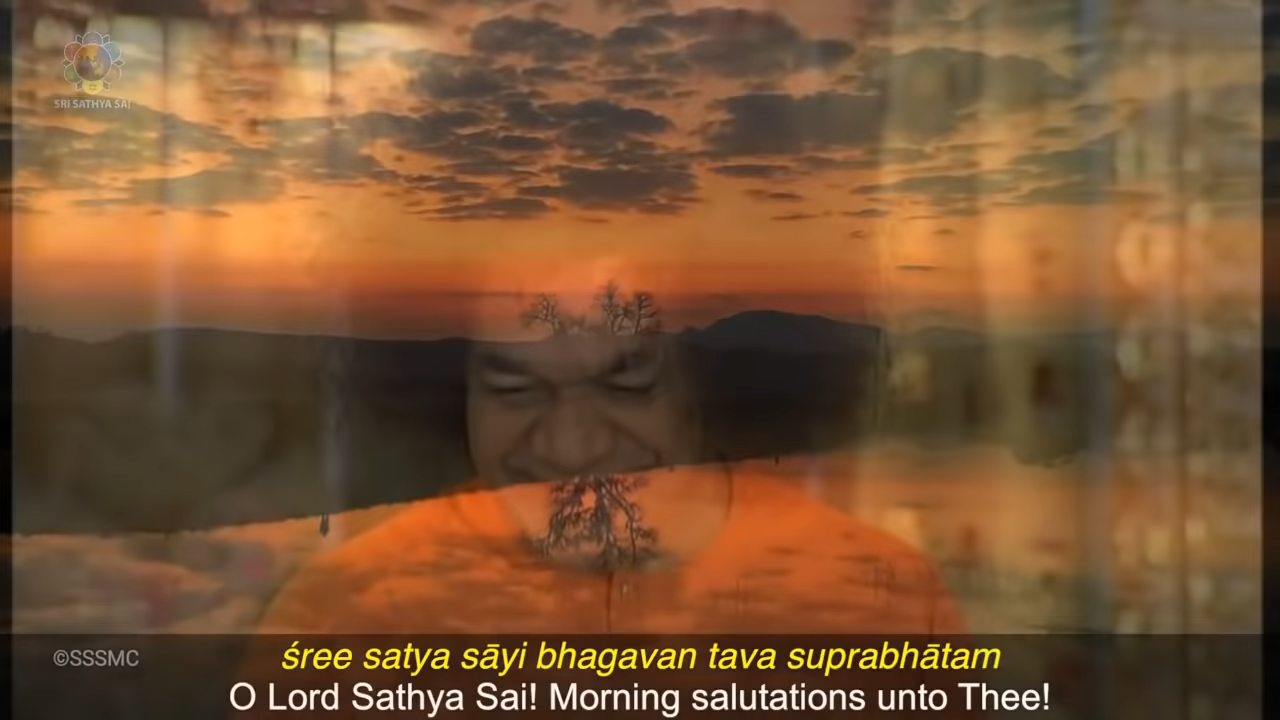 SRI SATHYA SAI
©SSSMC
śree satya sāyi bhagavan tava suprabhātam
O Lord Sathya Sai! Morning salutations unto Thee!